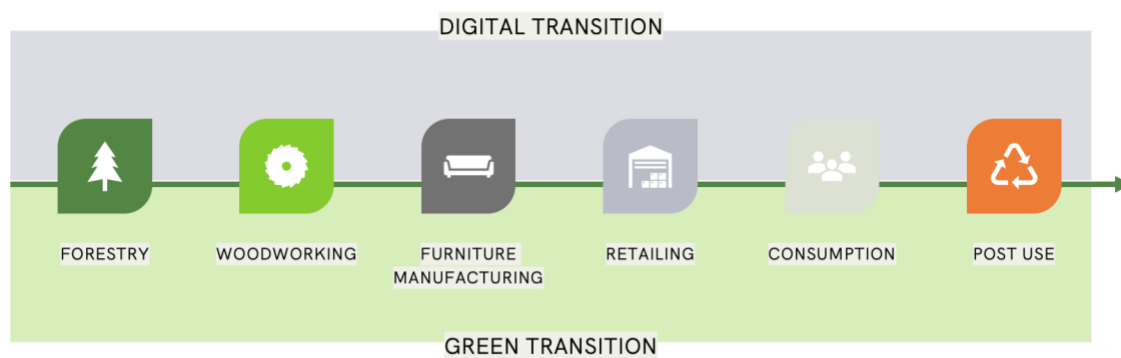 DIGITAL TRANSITION
FORESTRY
WOODWORKING
FURNITURE
MANUFACTURING
RETAILING
CONSUMPTION
POST USE
GREEN TRANSITION